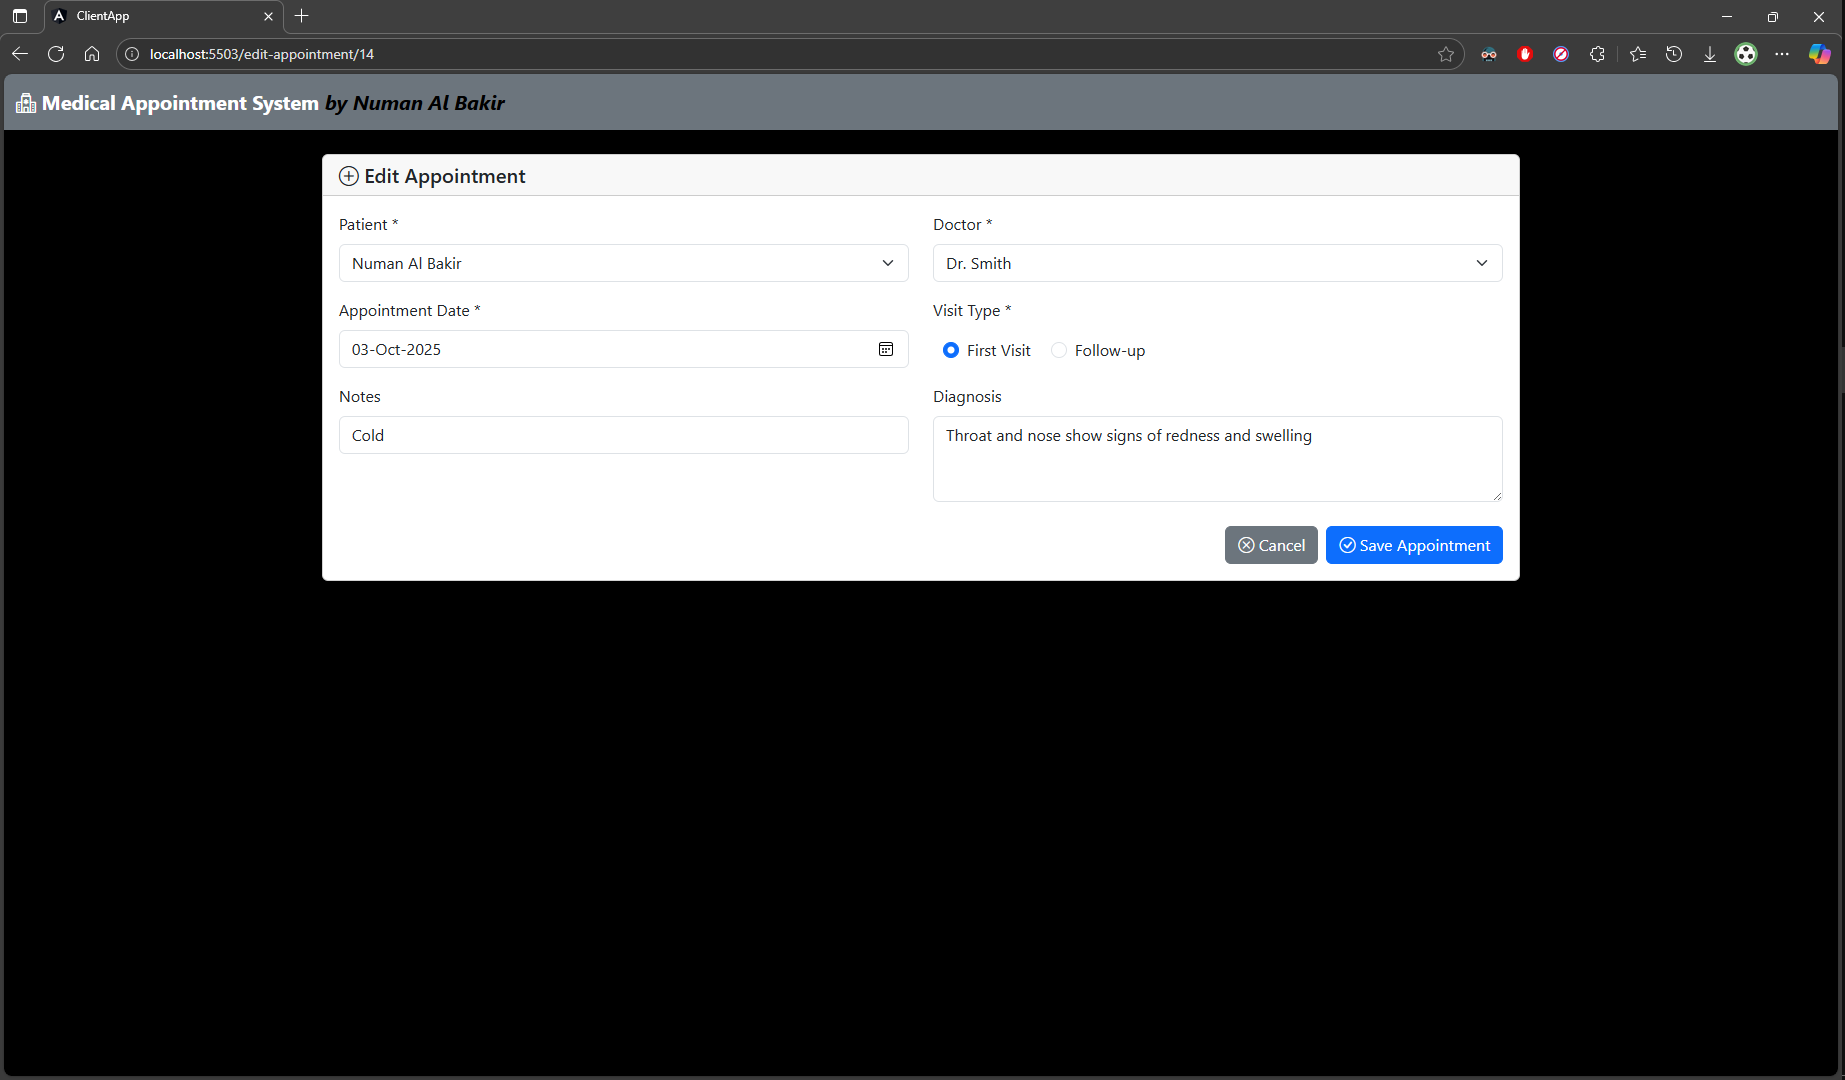 ClientApp
localhost:5503/edit-appointment/14
Medical Appointment System by Numan Al Bakir
Edit Appointment
Patient *
Doctor *
Numan Al Bakir
Dr. Smith
Appointment Date *
Visit Type *
03-Oct-2025
First Visit
Follow-up
Notes
Diagnosis
Cold
Throat and nose show signs of redness and swelling
Cancel
Save Appointment